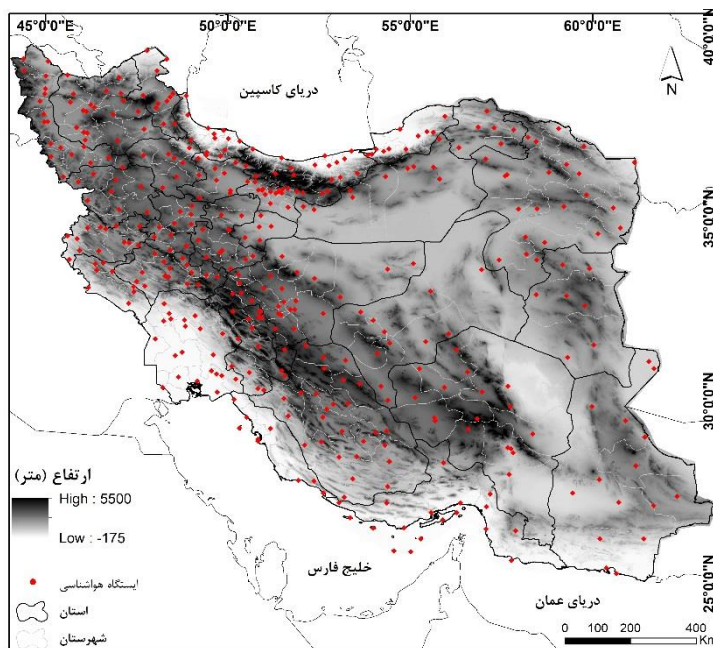 45°0'0"E
50°0'0"E
55°0'0"E
60°0'0"E
40°0'0"N
35°0'0"N
30°0'0"N
25°0'0"N
N
دریای کاسپین
خلیج فارس
دریای عمان
ارتفاع (متر)
High : 5500
Low : -175
ایستگاه هواشناسی
استان
شهرستان
0 100 200 400
Km